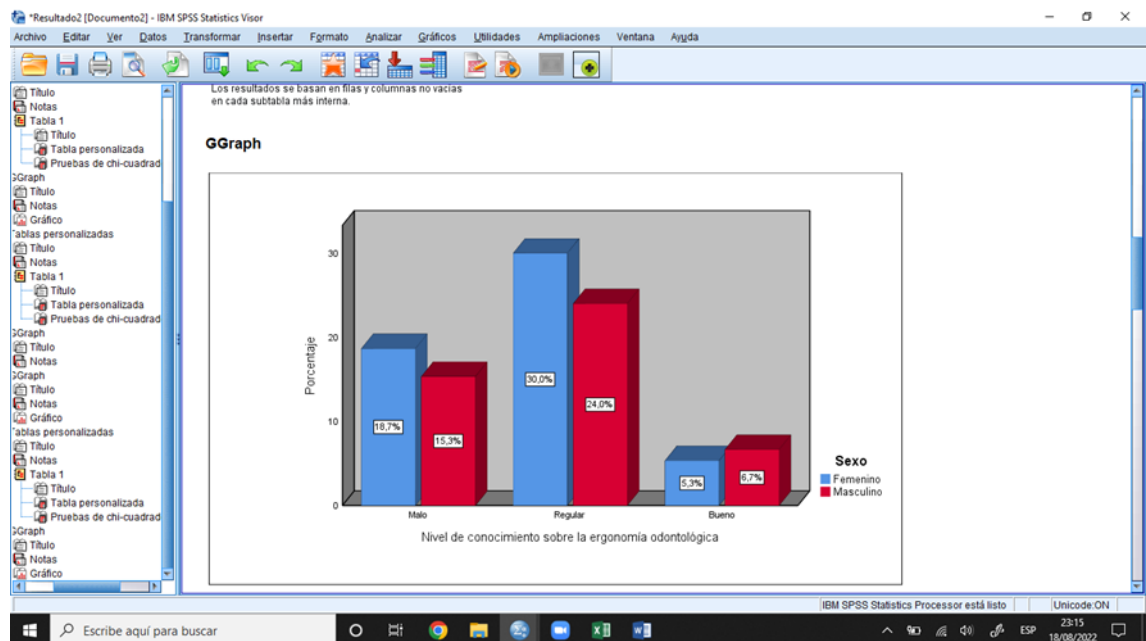 *Resultado2 [Documento2] - IBM SPSS Statistics Visor
Archivo Editar Ver Datos Transformar Insertar Formato Analizar Gráficos Utilidades Ampliaciones Ventana Ayuda
Título
Notas
Tabla 1
Título
Tabla personalizada
Pruebas de chi-cuadrad
GGraph
Título
Notas
Gráfico
ablas personalizadas
Título
Notas
Tabla 1
Título
Tabla personalizada
Pruebas de chi-cuadrad
GGraph
Título
Notas
GGraph
Título
Notas
Gráfico
ablas personalizadas
Título
Notas
Tabla 1
Título
Tabla personalizada
Pruebas de chi-cuadrad
GGraph
Título
Notas
Gráfico
Los resultados se basan en filas y columnas no vacías
en cada subtabla más interna.
GGraph
Porcentaje
30
20
10
0
18,7%
15,3%
30,0%
24,0%
5,3%
6,7%
Malo Regular Bueno
Nivel de conocimiento sobre la ergonomía odontológica
Sexo
Femenino
Masculino
IBM SPSS Statistics Processor está listo Unicode:ON
Escribe aquí para buscar
ESP
23:15
18/08/2022